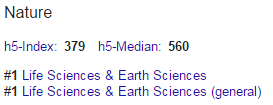 Nature
h5-Index: 379 h5-Median: 560
#1 Life Sciences & Earth Sciences
#1 Life Sciences & Earth Sciences (general)